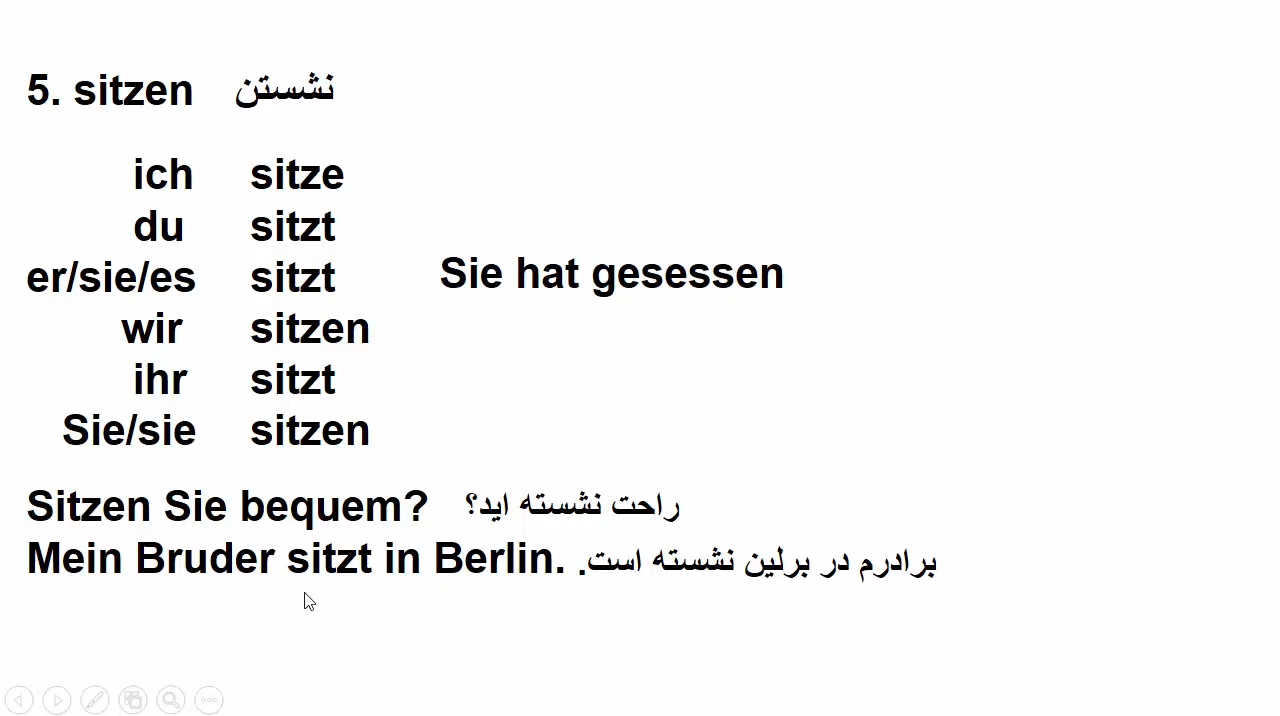 5. sitzen نشستن
ich sitze
du sitzt
er/sie/es sitzt Sie hat gesessen
wir sitzen
ihr sitzt
Sie/sie sitzen
Sitzen Sie bequem? راحت نشسته اید؟
Mein Bruder sitzt in Berlin. برادرم در برلین نشسته است.